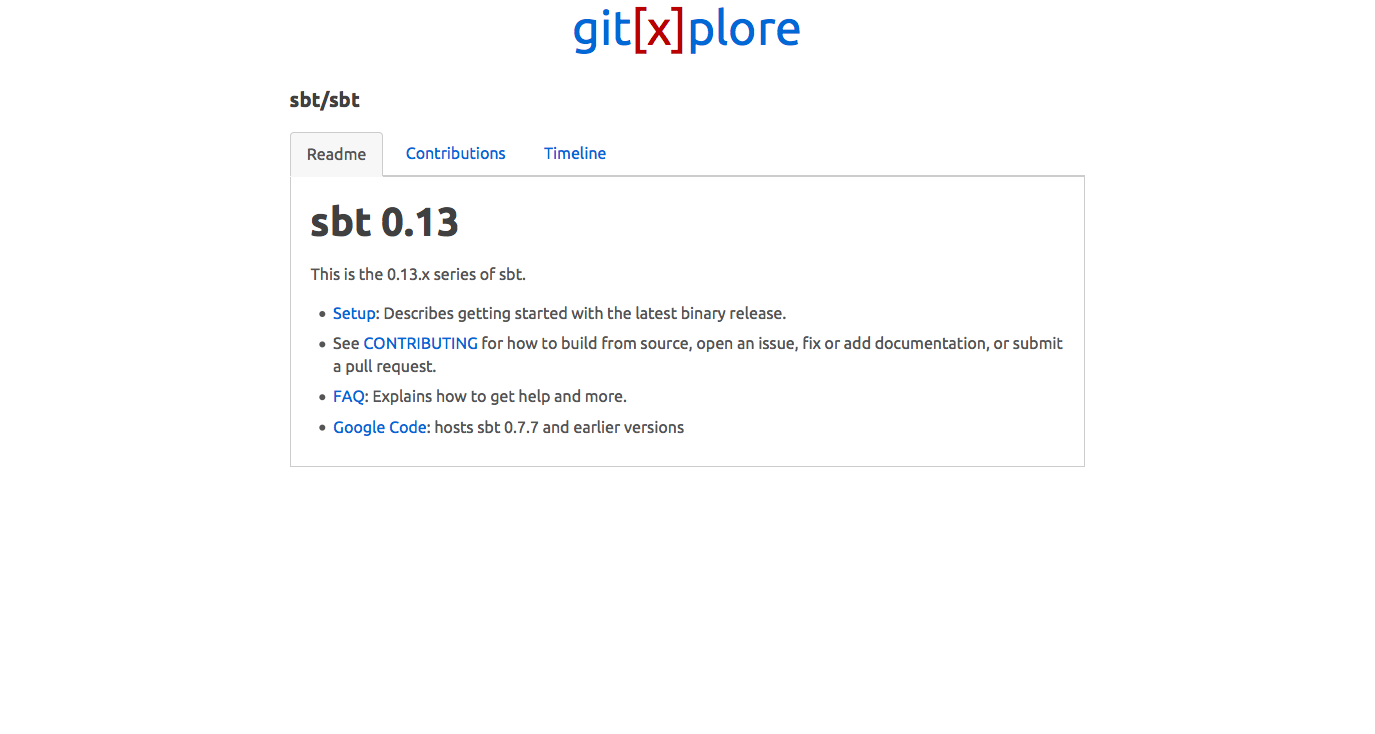 git[x]plore
sbt/sbt
Readme Contributions Timeline
sbt 0.13
This is the 0.13.x series of sbt.
Setup: Describes getting started with the latest binary release.
See CONTRIBUTING for how to build from source, open an issue, fix or add documentation, or submit
a pull request.
FAQ: Explains how to get help and more.
Google Code: hosts sbt 0.7.7 and earlier versions